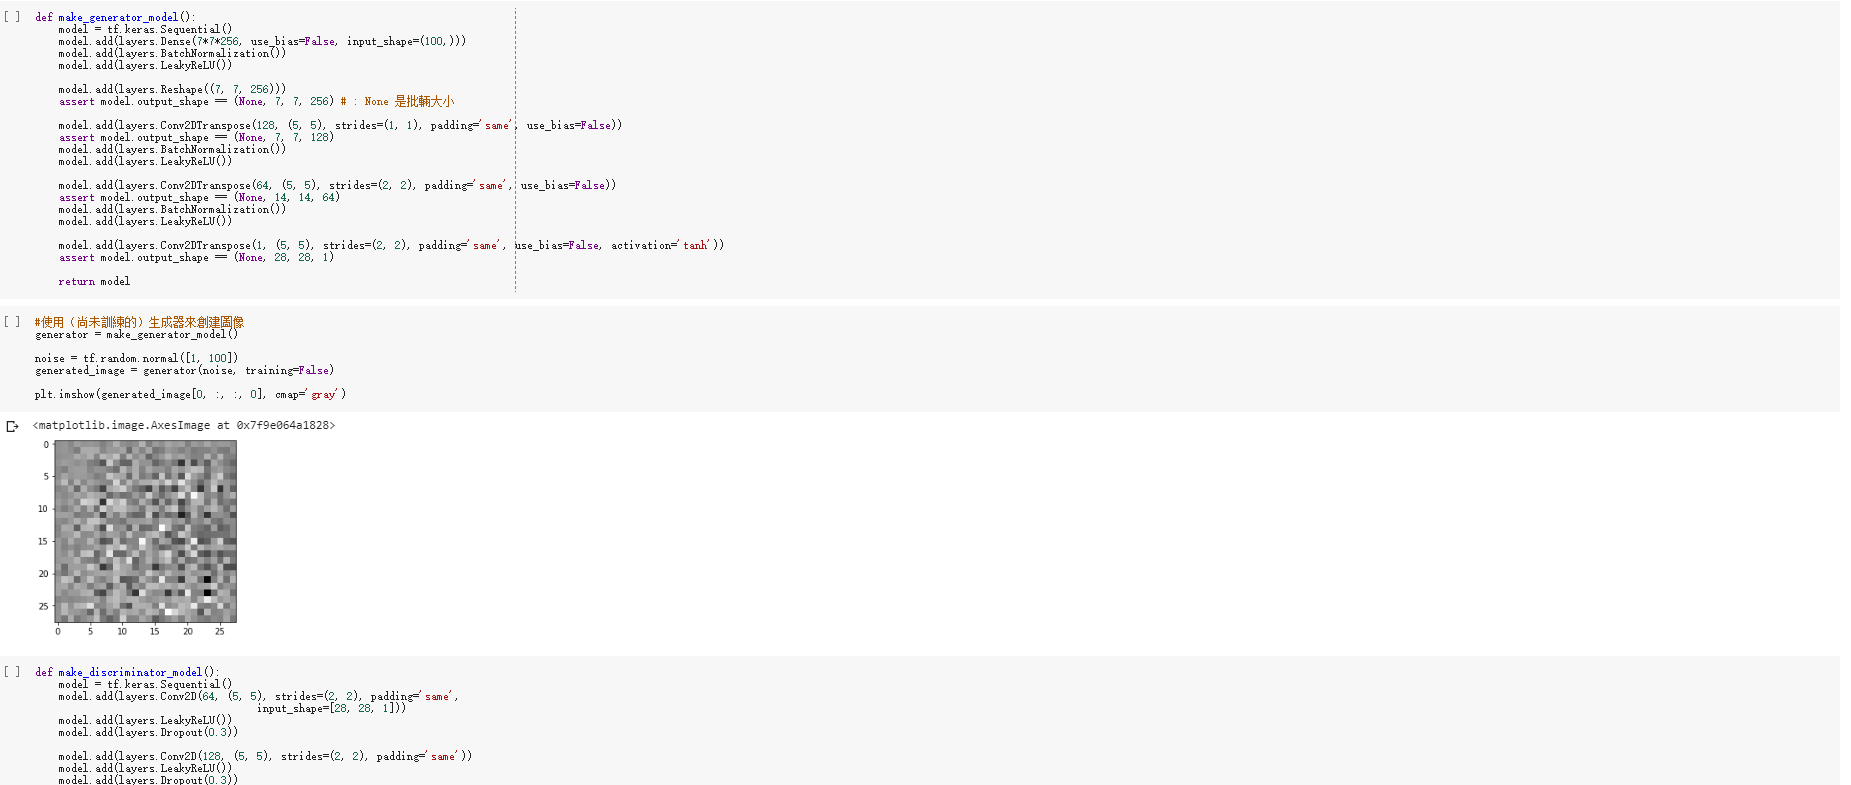 [ ] def make_generator_model():
model = tf.keras.Sequential()
model.add(layers.Dense(7*7*256, use_bias=False, input_shape=(100,)))
model.add(layers.BatchNormalization())
model.add(layers.LeakyReLU())
model.add(layers.Reshape((7, 7, 256)))
assert model.output_shape == (None, 7, 7, 256) # : None 是批輛大小
model.add(layers.Conv2DTranspose(128, (5, 5), strides=(1, 1), padding='same', use_bias=False))
assert model.output_shape == (None, 7, 7, 128)
model.add(layers.BatchNormalization())
model.add(layers.LeakyReLU())
model.add(layers.Conv2DTranspose(64, (5, 5), strides=(2, 2), padding='same', use_bias=False))
assert model.output_shape == (None, 14, 14, 64)
model.add(layers.BatchNormalization())
model.add(layers.LeakyReLU())
model.add(layers.Conv2DTranspose(1, (5, 5), strides=(2, 2), padding='same', use_bias=False, activation='tanh'))
assert model.output_shape == (None, 28, 28, 1)
return model
[ ] #使用（尚未訓練的）生成器來創建圖像
generator = make_generator_model()
noise = tf.random.normal([1, 100])
generated_image = generator(noise, training=False)
plt.imshow(generated_image[0, :, :, 0], cmap='gray')
<matplotlib.image.AxesImage at 0x7f9e064a1828>
0
5
10
15
20
25
0 5 10 15 20 25
[ ] def make_discriminator_model():
model = tf.keras.Sequential()
model.add(layers.Conv2D(64, (5, 5), strides=(2, 2), padding='same',
input_shape=[28, 28, 1]))
model.add(layers.LeakyReLU())
model.add(layers.Dropout(0.3))
model.add(layers.Conv2D(128, (5, 5), strides=(2, 2), padding='same'))
model.add(layers.LeakyReLU())
model.add(layers.Dropout(0.3))